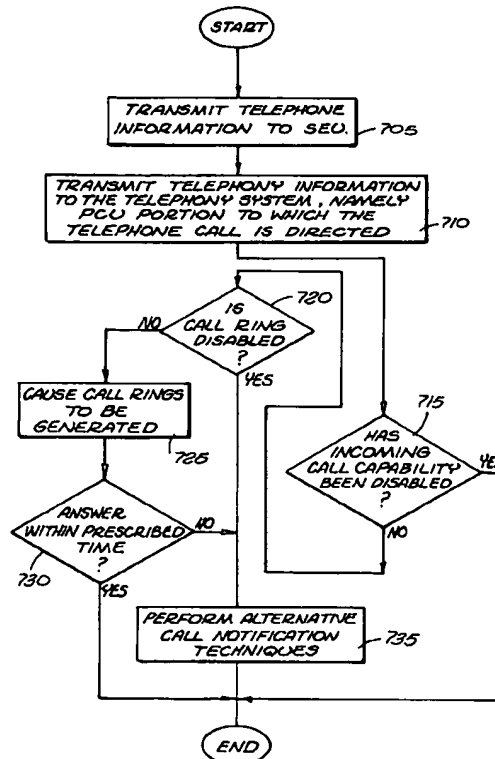 START
TRANSMIT TELEPHONE
INFORMATION TO SEU.
705
TRANSMIT TELEPHONY INFORMATION
TO THE TELEPHONY SYSTEM, NAMELY
PCU PORTION TO WHICH THE
TELEPHONE CALL IS DIRECTED
710
715
HAS
INCOMING
CALL CAPABILITY
BEEN DISABLED
?
YES
NO
720
IS
CALL RING
DISABLED
?
NO
YES
CAUSE CALL RINGS
TO BE
GENERATED
725
ANSWER
WITHIN PRESCRIBED
TIME
?
730
NO
YES
PERFORM ALTERNATIVE
CALL NOTIFICATION
TECHNIQUES
735
END